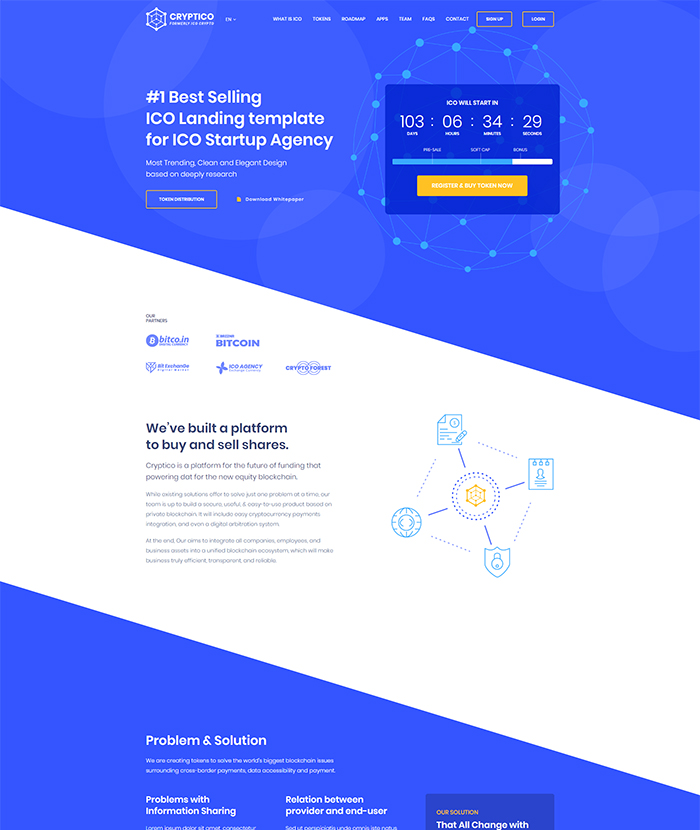 CRYPTICO
FORMERLY ICO CRYPTO
EN
WHAT IS ICO
TOKENS
ROADMAP
APPS
TEAM
FAQS
CONTACT
SIGN UP
LOGIN
#1 Best Selling
ICO Landing template
for ICO Startup Agency
Most Trending, Clean and Elegant Design
based on deeply research
TOKEN DISTRIBUTION
Download Whitepaper
ICO WILL START IN
103 : 06 : 34 : 29
DAYS HOURS MINUTES SECONDS
PRE-SALE SOFT CAP BONUS
REGISTER & BUY TOKEN NOW
OUR
PARTNERS
bitco.in
DIGITAL CURRENCY
BITCOIN
Bit ExchanGe
Digital Market
ICO AGENCY
Exchange Currency
CRYPTO FOREST
We've built a platform
to buy and sell shares.
Cryptico is a platform for the future of funding that
powering dat for the new equity blockchain.
While existing solutions offer to solve just one problem at a time, our
team is up to build a secure, useful, & easy-to-use product based on
private blockchain. It will include easy cryptocurrency payments
integration, and even a digital arbitration system.
At the end, Our aims to integrate all companies, employees, and
business assets into a unified blockchain ecosystem, which will make
business truly efficient, transparent, and reliable.
Problem & Solution
We are creating tokens to solve the world's biggest blockchain issues
surrounding cross-border payments, data accessibility and payment.
Problems with
Information Sharing
Lorem ipsum dolor sit amet, consectetur
Relation between
provider and end-user
Sed ut perspiciatis unde omnis iste natus
OUR SOLUTION
That All Change with